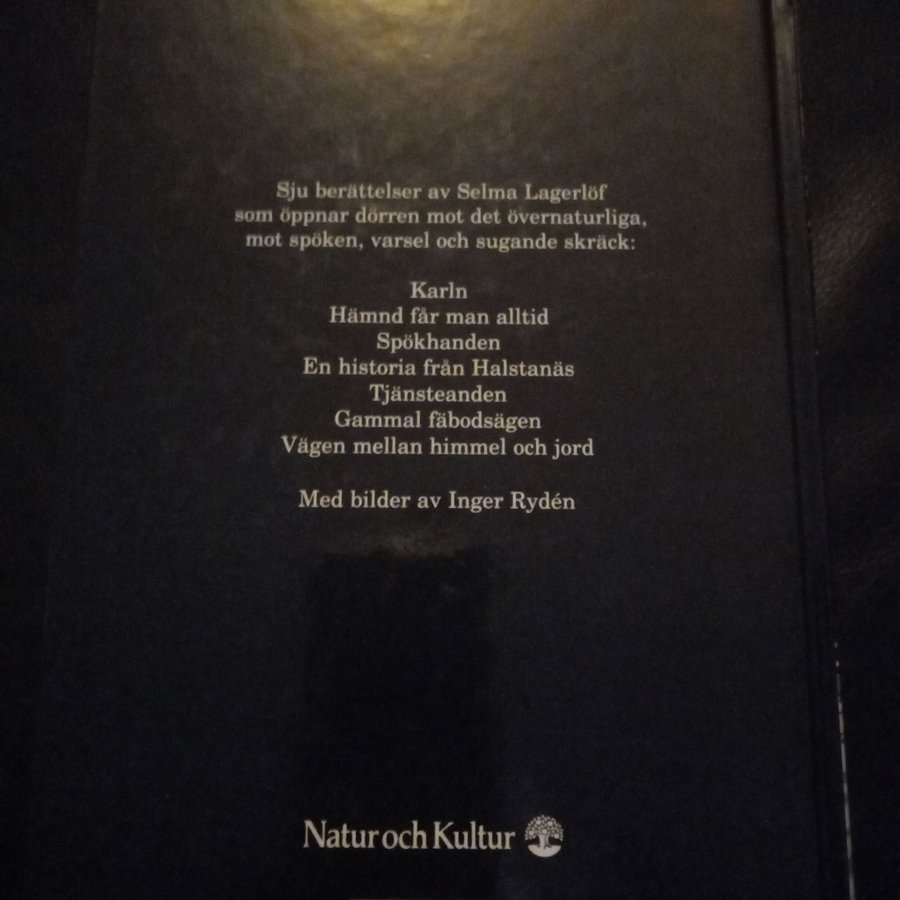 Sju berättelser av Selma Lagerlöf
som öppnar dörren mot det övernaturliga,
mot spöken, varsel och sugande skräck:
Karln
Hämnd får man alltid
Spökhanden
En historia från Halstanäs
Tjänsteanden
Gammal fäbodsägen
Vägen mellan himmel och jord
Med bilder av Inger Rydén
Natur och Kultur